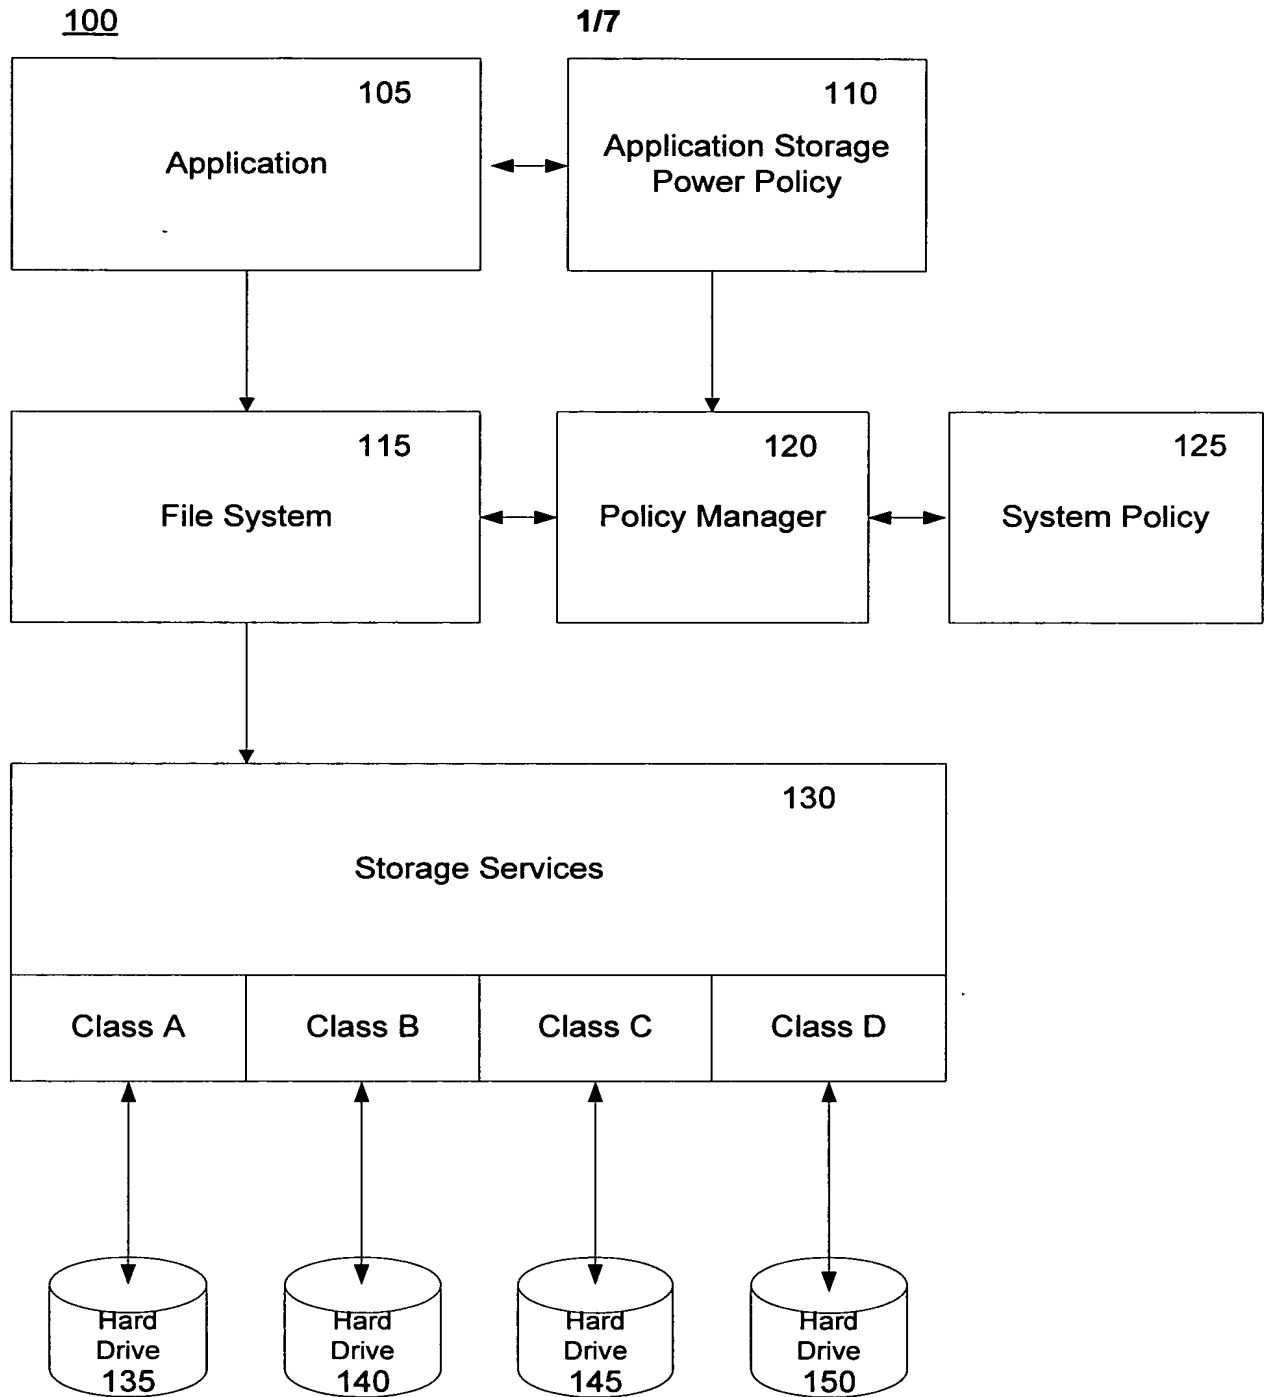 100
1/7
105
Application
110
Application Storage
Power Policy
115
File System
120
Policy Manager
125
System Policy
130
Storage Services
Class A
Class B
Class C
Class D
Hard
Drive
135
Hard
Drive
140
Hard
Drive
145
Hard
Drive
150